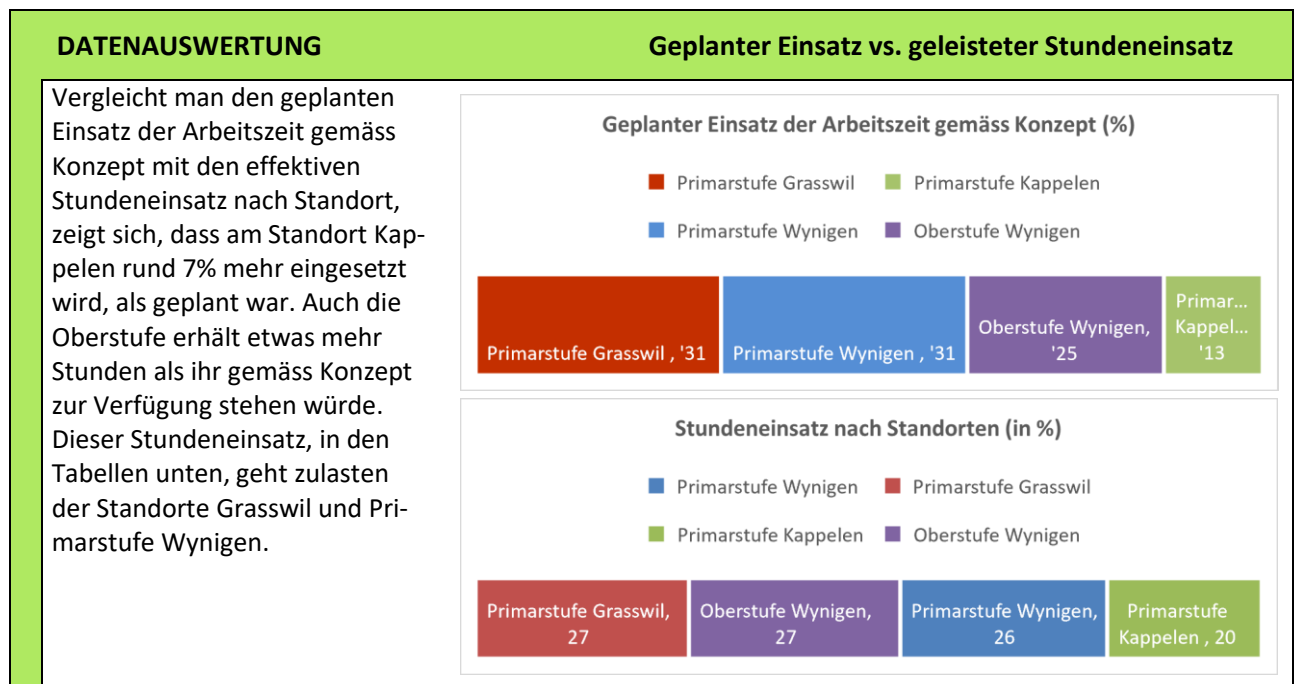 DATENAUSWERTUNG
Geplanter Einsatz vs. geleisteter Stundeneinsatz
Vergleicht man den geplanten
Einsatz der Arbeitszeit gemäss
Konzept mit den effektiven
Stundeneinsatz nach Standort,
zeigt sich, dass am Standort Kap-
pelen rund 7% mehr eingesetzt
wird, als geplant war. Auch die
Oberstufe erhält etwas mehr
Stunden als ihr gemäss Konzept
zur Verfügung stehen würde.
Dieser Stundeneinsatz, in den
Tabellen unten, geht zulasten
der Standorte Grasswil und Pri-
marstufe Wynigen.
Geplanter Einsatz der Arbeitszeit gemäss Konzept (%)
Primarstufe Grasswil
Primarstufe Kappelen
Primarstufe Wynigen
Oberstufe Wynigen
Primarstufe Grasswil , '31
Primarstufe Wynigen , '31
Oberstufe Wynigen,
'25
Primar...
Kappel...
'13
Stundeneinsatz nach Standorten (in %)
Primarstufe Wynigen
Primarstufe Grasswil
Primarstufe Kappelen
Oberstufe Wynigen
Primarstufe Grasswil,
27
Oberstufe Wynigen,
27
Primarstufe Wynigen,
26
Primarstufe
Kappelen , 20